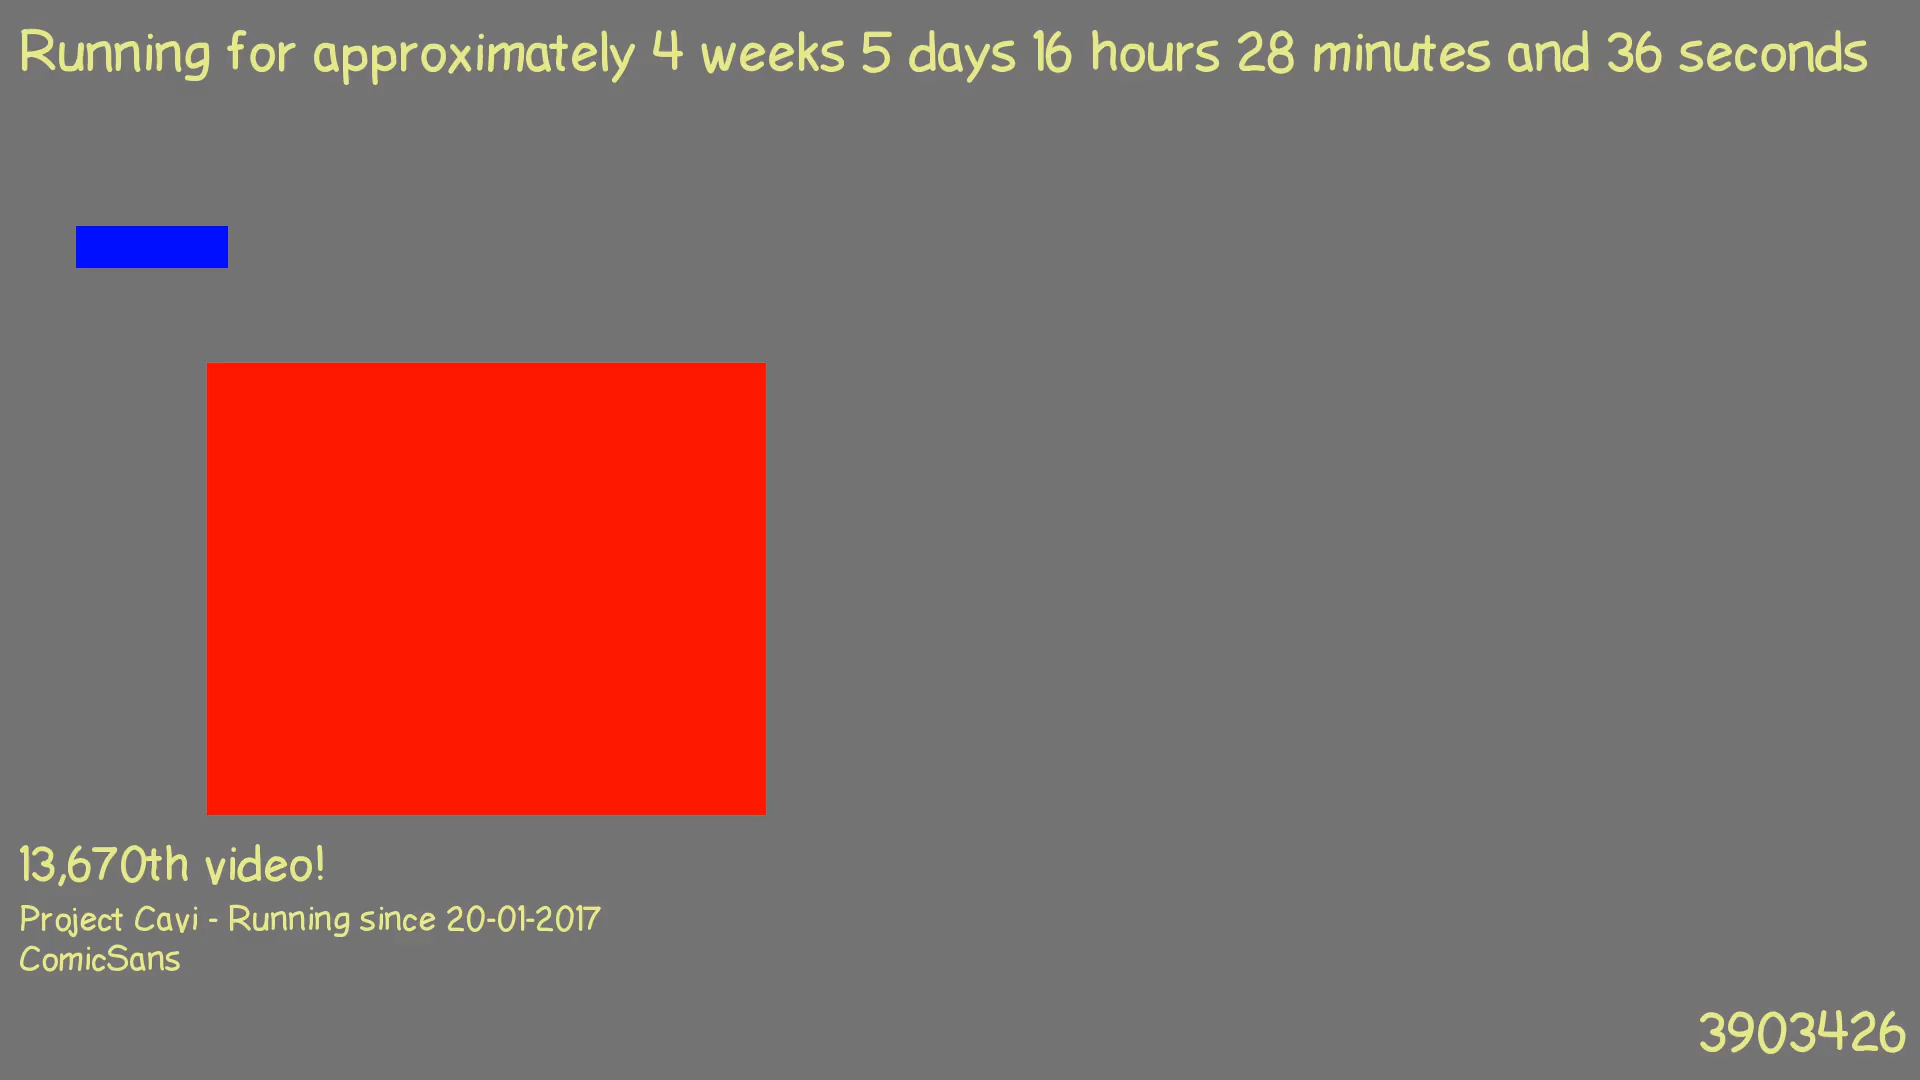 Running for approximately 4 weeks 5 days 16 hours 28 minutes and 36 seconds
13,670th video!
Project Cavi - Running since 20-01-2017
ComicSans
3903426